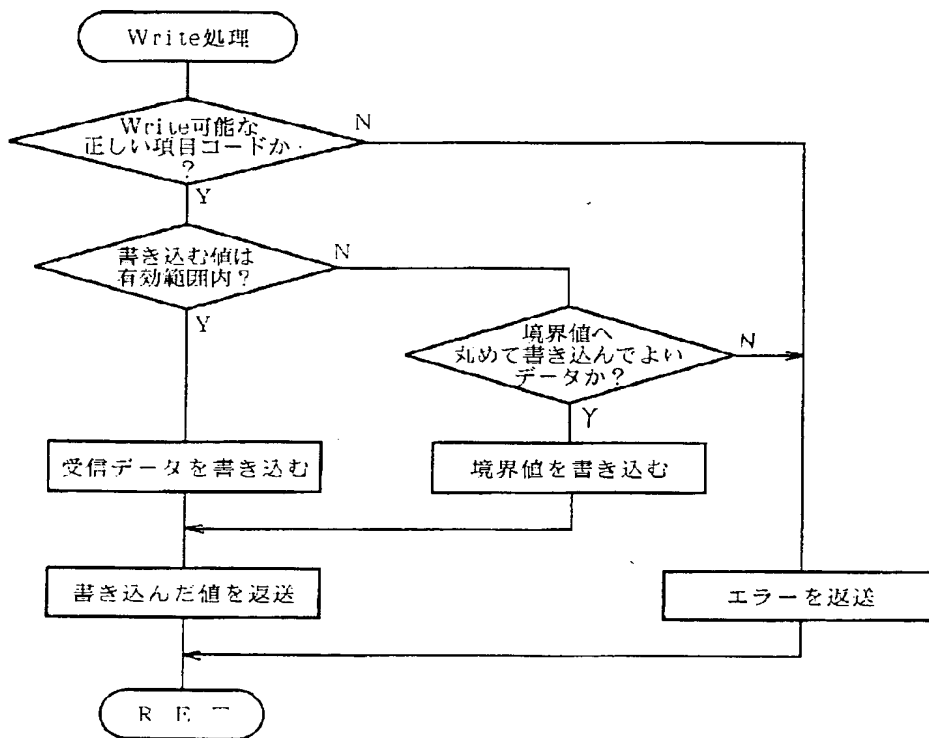 Write処理
Write可能な
正しい項目コードか
?
N
Y
書き込む値は
有効範囲内?
N
Y
境界値へ
丸めて書き込んでよい
データか?
N
Y
受信データを書き込む
境界値を書き込む
書き込んだ値を返送
エラーを返送
R E